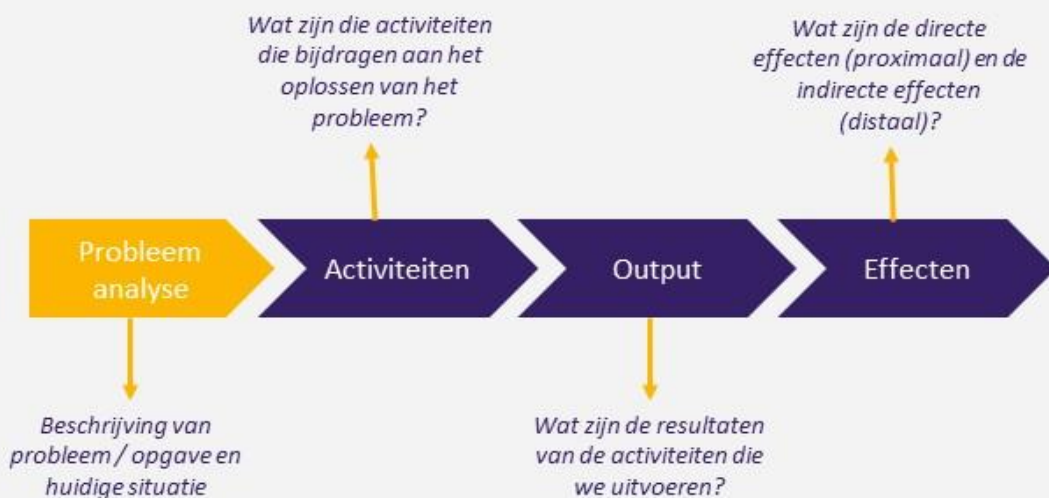 Wat zijn die activiteiten
die bijdragen aan het
oplossen van het
probleem?
Wat zijn de directe
effecten (proximaal) en de
indirecte effecten
(distaal)?
Probleem
analyse
Activiteiten
Output
Effecten
Beschrijving van
probleem / opgave en
huidige situatie
Wat zijn de resultaten
van de activiteiten die
we uitvoeren?